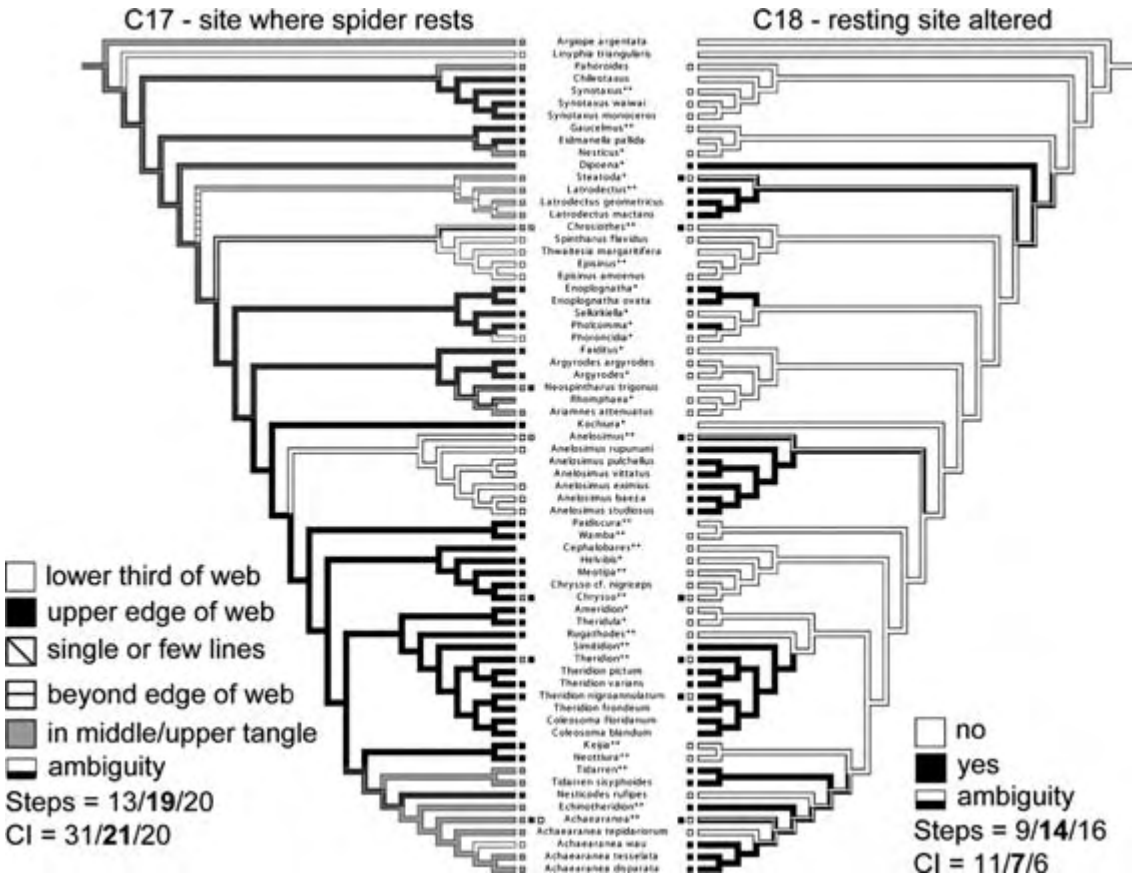 C17 - site where spider rests
C18 - resting site altered
Argiope argentata
Linyphia triangularis
Pahoroides
Chileotaxus
Synotaxus**
Synotaxus waiwai
Synotaxus monoceros
Gaucelmus**
Eidmanella pallida
Nesticus*
Dipoena*
Steatoda*
Latrodectus**
Latrodectus geometricus
Latrodectus mactans
Chrosiothes**
Spintharus flavidus
Thwaitesia margaritifera
Episinus**
Episinus amoenus
Enoplognatha*
Enoplognatha ovata
Selkirkiella*
Pholcomma*
Phoroncidia*
Faiditus*
Argyrodes argyrodes
Argyrodes*
Neospintharus trigonus
Rhomphaea*
Ariamnes attenuatus
Kochiura*
Anelosimus**
Anelosimus rupununi
Anelosimus pulchellus
Anelosimus vittatus
Anelosimus eximius
Anelosimus baeza
Anelosimus studiosus
Paidiscura**
Wamba**
Cephalobares**
Helvibis*
Meotipa**
Chrysso cf. nigriceps
Chrysso**
Ameridion*
Theridula*
Rugathodes**
Simitidion**
Theridion**
Theridion pictum
Theridion varians
Theridion nigroannulatum
Theridion frondeum
Coleosoma floridanum
Coleosoma blandum
Keijia**
Neottiura**
Tidarren**
Tidarren sisyphoides
Nesticodes rufipes
Echinotheridion**
Achaearanea**
Achaearanea tepidariorum
Achaearanea wau
Achaearanea tesselata
Achaearanea disparata
lower third of web
upper edge of web
single or few lines
beyond edge of web
in middle/upper tangle
ambiguity
Steps = 13/19/20
CI = 31/21/20
no
yes
ambiguity
Steps = 9/14/16
CI = 11/7/6